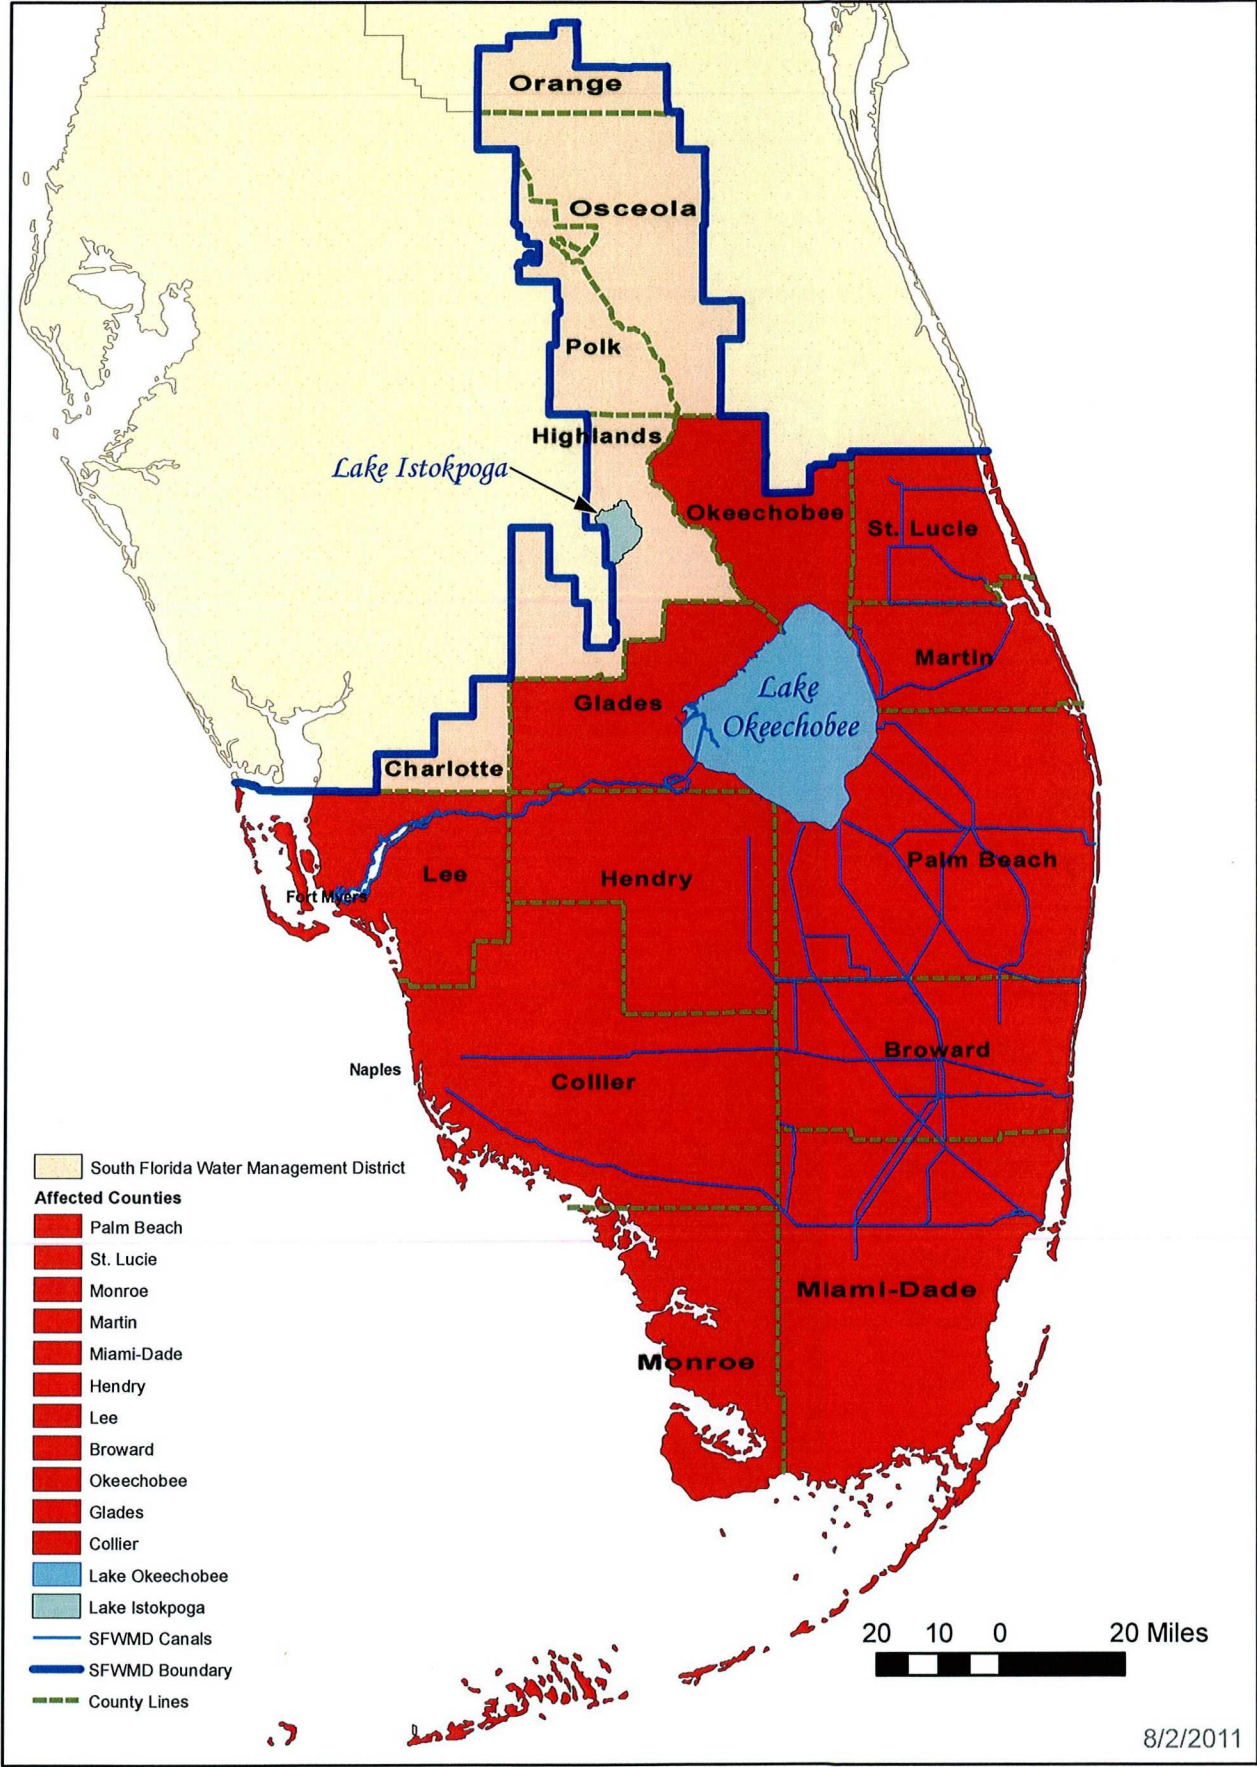 Orange
Osceola
Polk
Highlands
Lake Istokpoga
Okeechobee
St. Lucie
Martin
Glades
Lake
Okeechobee
Charlotte
Lee
Hendry
Palm Beach
Fort Myers
Broward
Naples
Collier
Miami-Dade
Monroe
South Florida Water Management District
Affected Counties
Palm Beach
St. Lucie
Monroe
Martin
Miami-Dade
Hendry
Lee
Broward
Okeechobee
Glades
Collier
Lake Okeechobee
Lake Istokpoga
SFWMD Canals
SFWMD Boundary
County Lines
20 10 0 20 Miles
8/2/2011